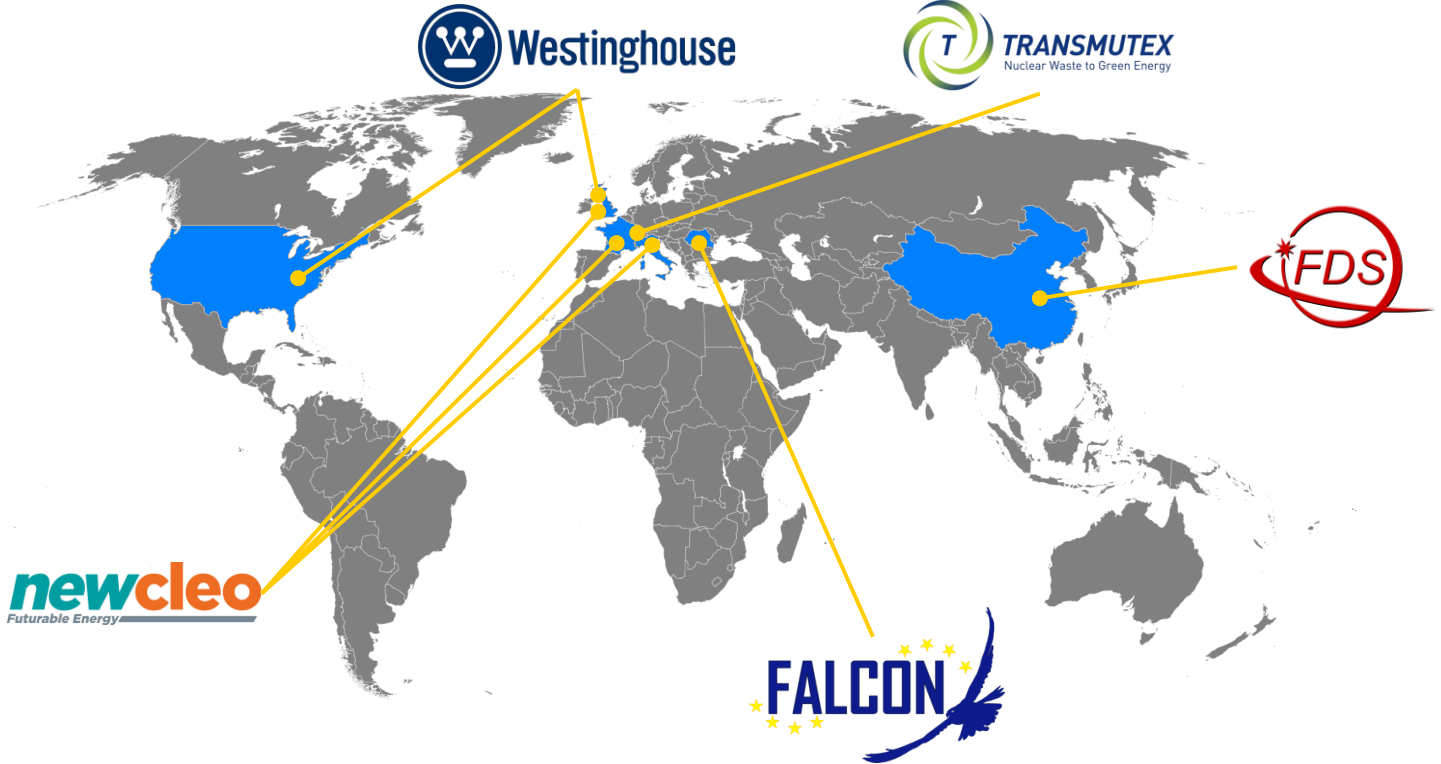 W
Westinghouse
T
TRANSMUTEX
Nuclear Waste to Green Energy
FDS
newcleo
Futurable Energy
FALCON